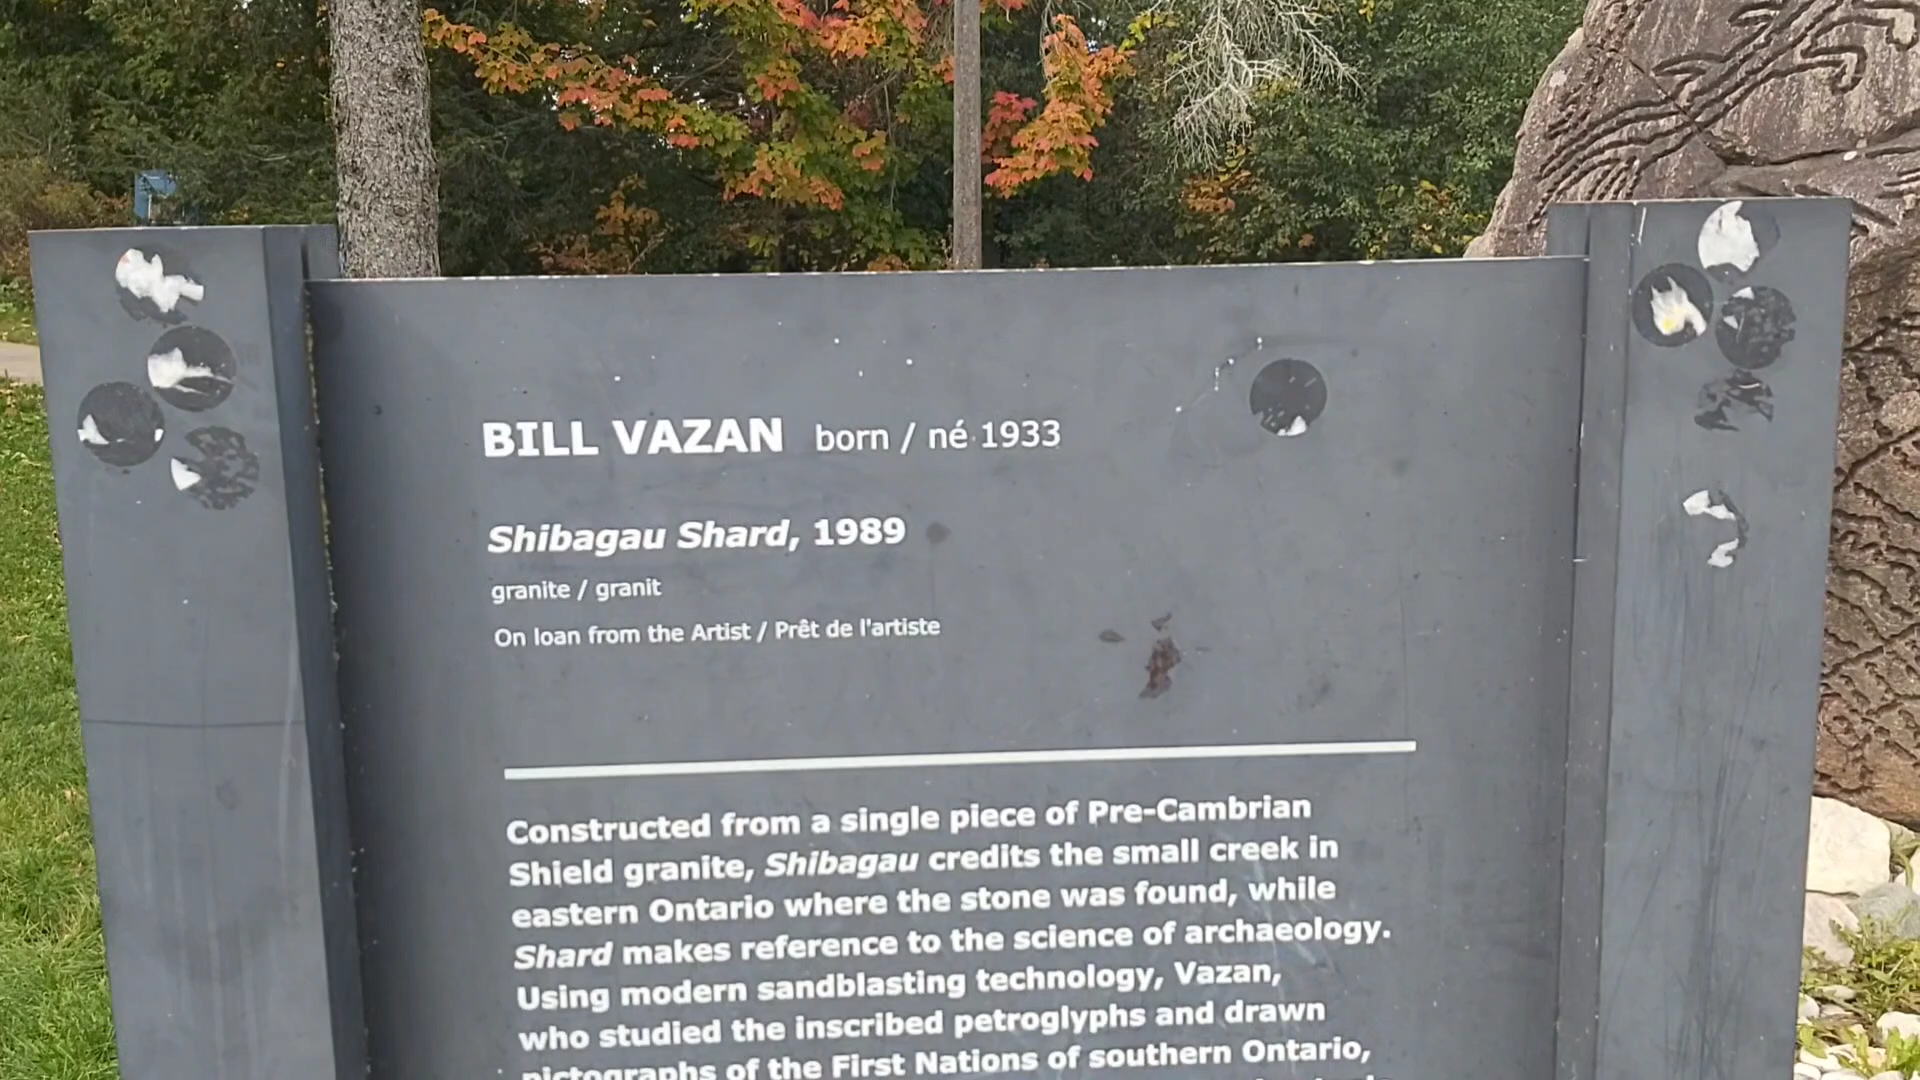 BILL VAZAN born / né 1933
Shibagau Shard, 1989
granite / granit
On loan from the Artist / Prêt de l'artiste
Constructed from a single piece of Pre-Cambrian
Shield granite, Shibagau credits the small creek in
eastern Ontario where the stone was found, while
Shard makes reference to the science of archaeology.
Using modern sandblasting technology, Vazan,
who studied the inscribed petroglyphs and drawn
pictographs of the First Nations of southern Ontario,